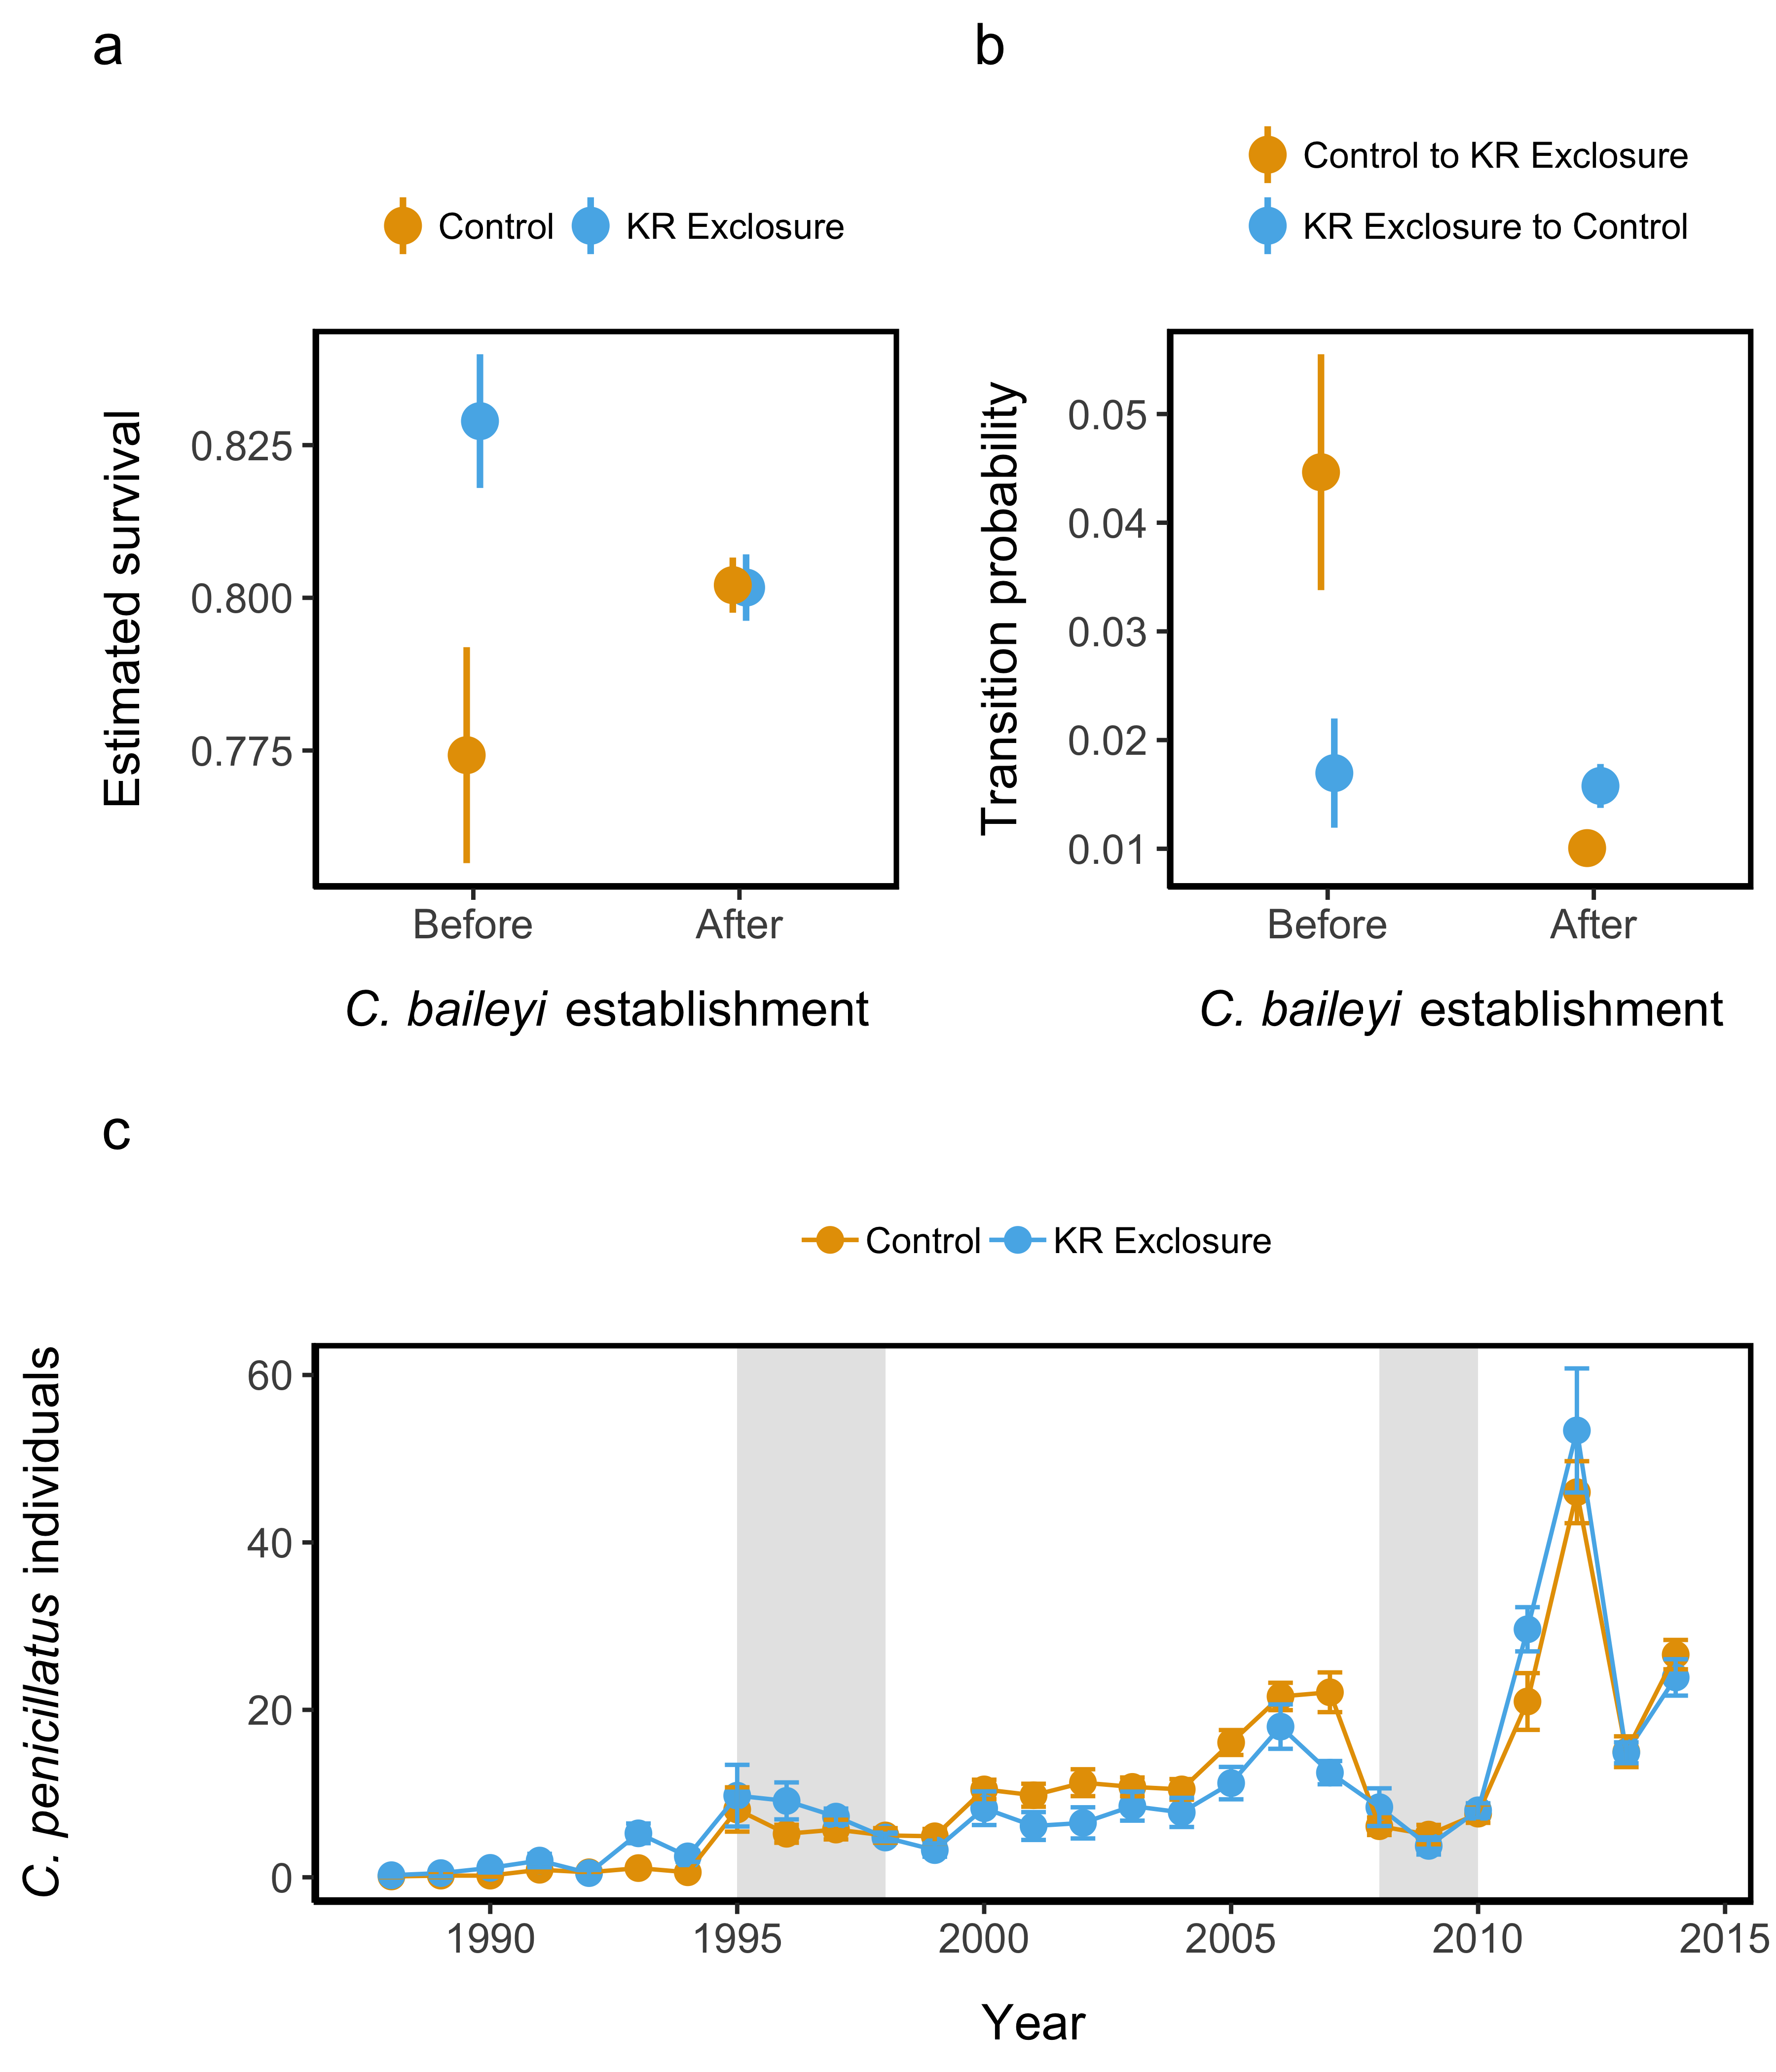 a
b
Control to KR Exclosure
Control KR Exclosure
KR Exclosure to Control
Estimated survival
0.825
0.800
0.775
Before After
C. baileyi establishment
Transition probability
0.05
0.04
0.03
0.02
0.01
Before After
C. baileyi establishment
c
Control KR Exclosure
C. penicillatus individuals
60
40
20
0
1990 1995 2000 2005 2010 2015
Year